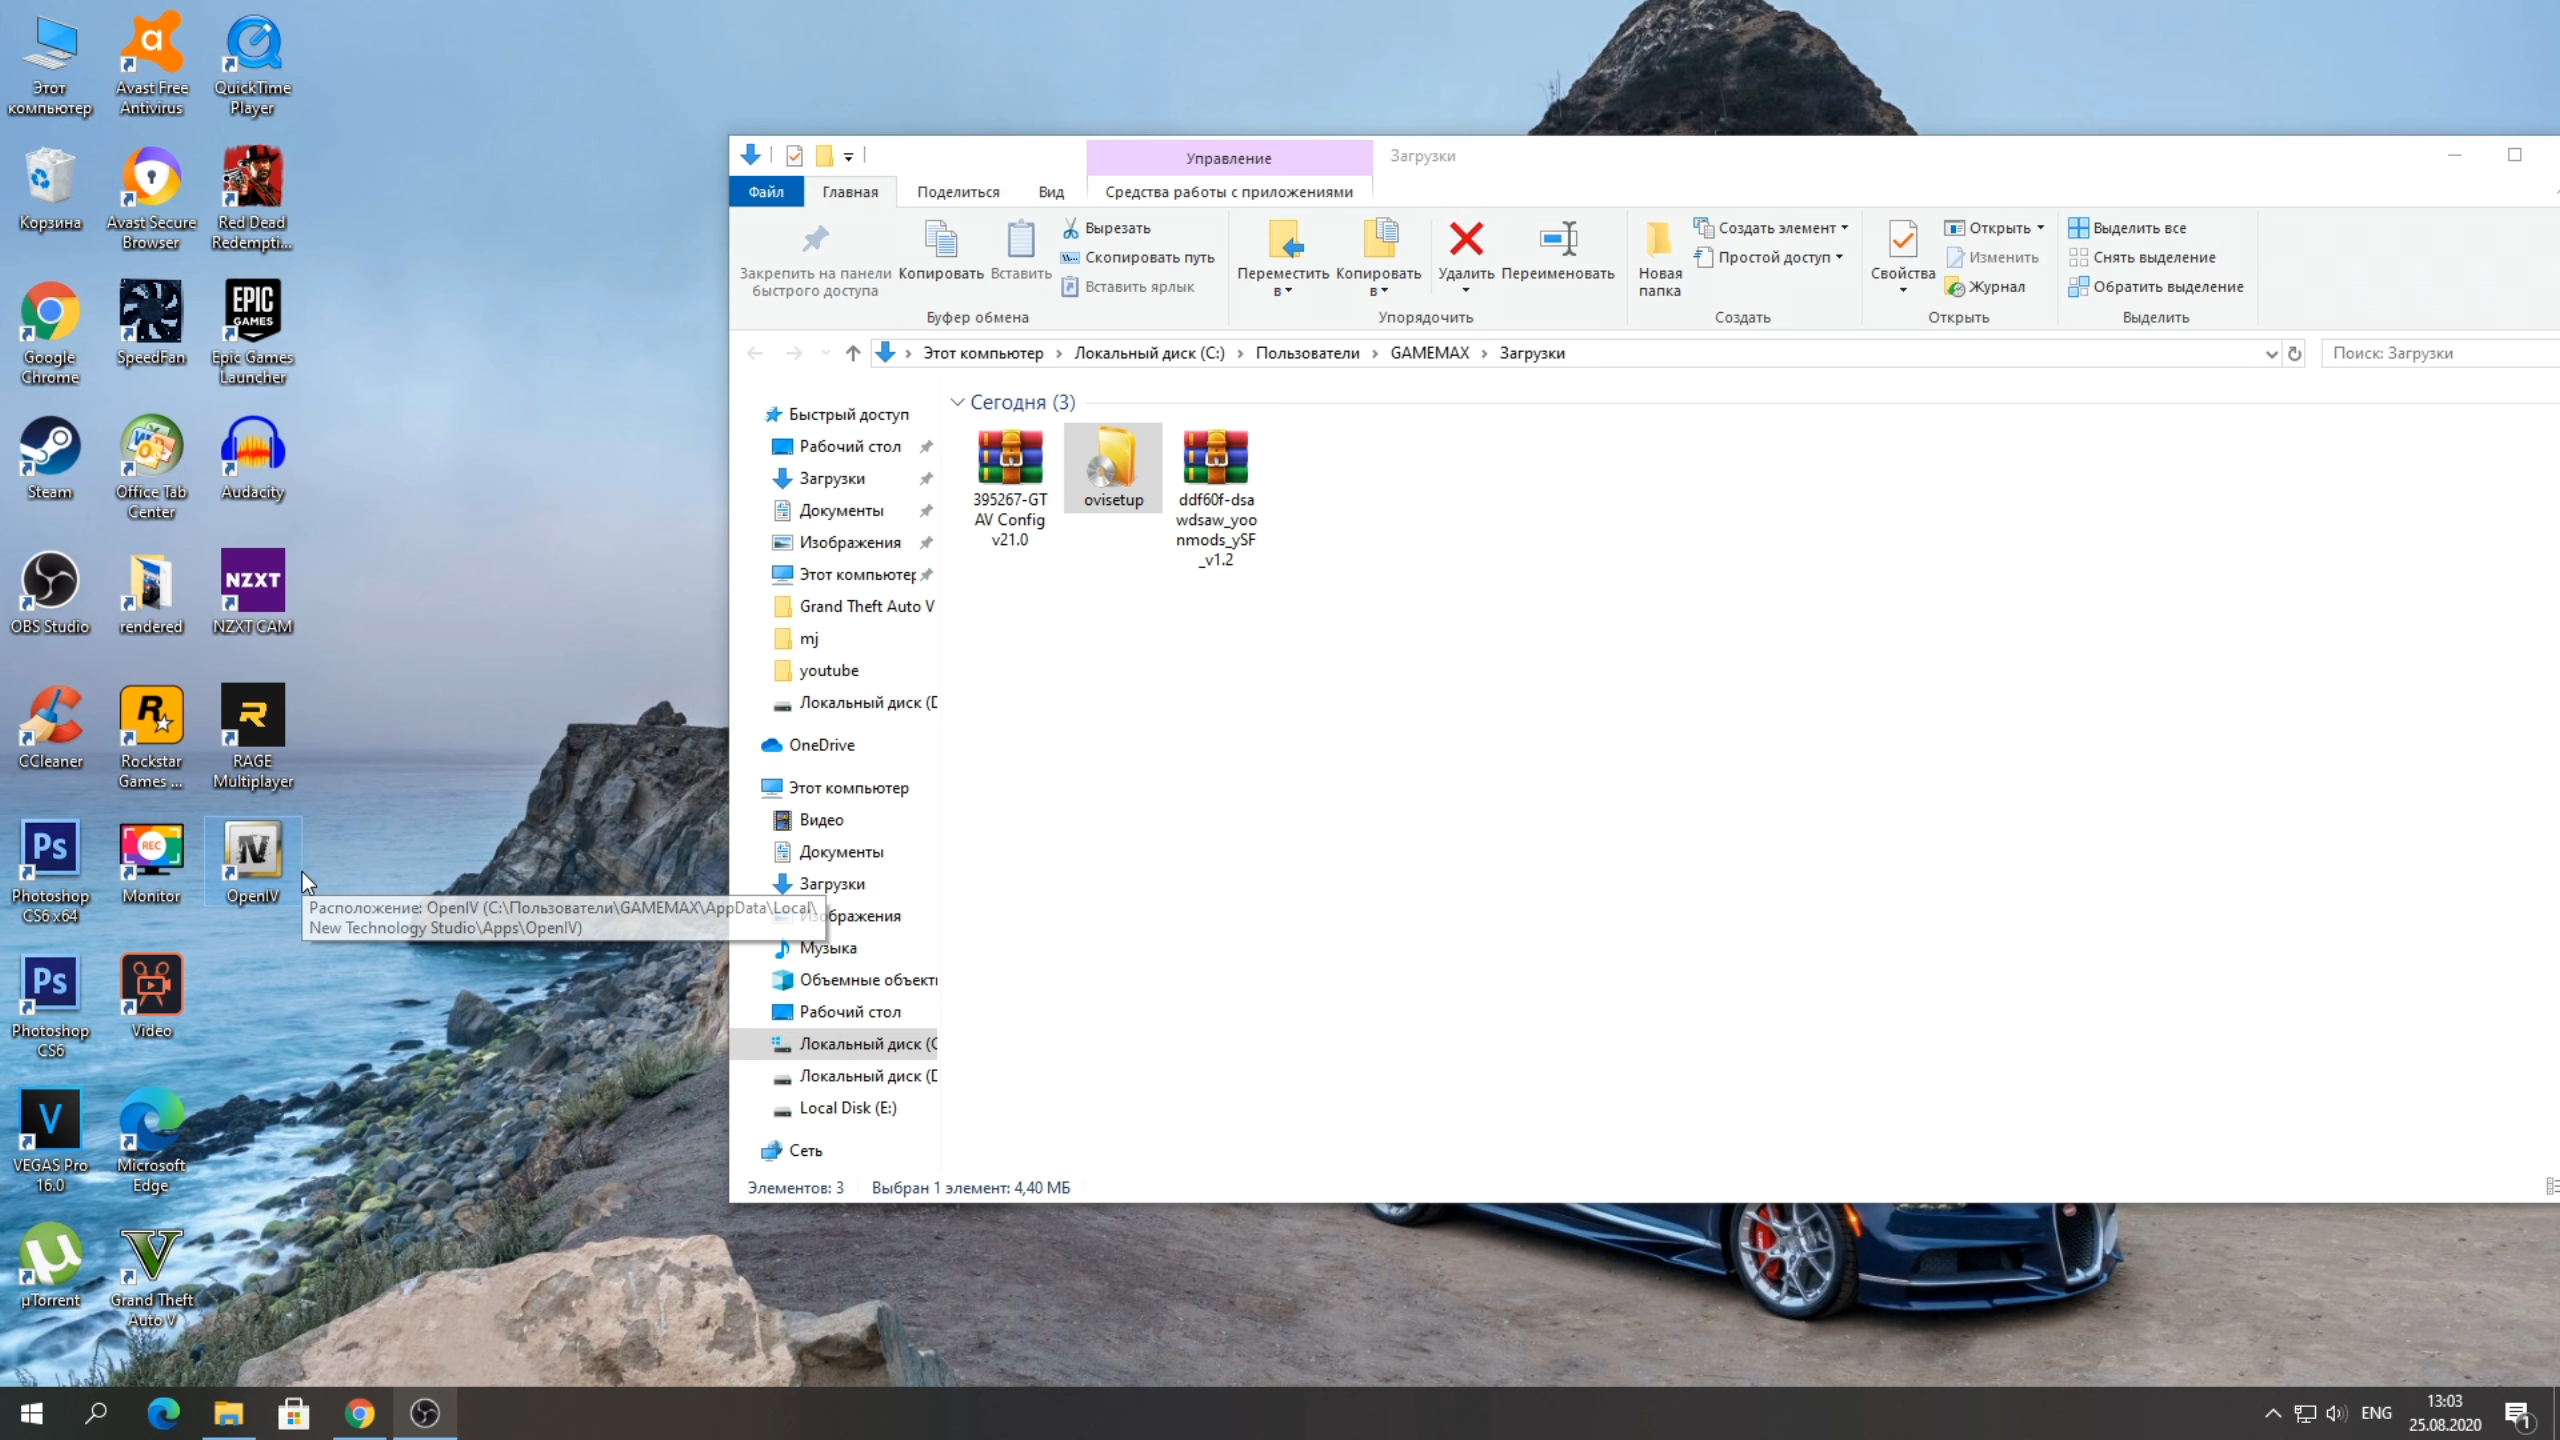 Этот
компьютер
Avast Free
Antivirus
QuickTime
Player
Корзина
Avast Secure
Browser
Red Dead
Redempti...
Google
Chrome
SpeedFan
EPIC
GAMES
Epic Games
Launcher
Steam
Office Tab
Center
Audacity
OBS Studio
rendered
NZXT
NZXT CAM
CCleaner
Rockstar
Games ...
RAGE
Multiplayer
Ps
Photoshop
CS6 x64
REC
Monitor
IV
OpenIV
Расположение: OpenIV (C:\Пользователи\GAMEMAX\AppData\Local\
New Technology Studio\Apps\OpenIV)
Ps
Photoshop
CS6
Video
V
VEGAS Pro
16.0
Microsoft
Edge
µTorrent
Grand Theft
Auto V
Управление
Загрузки
Файл
Главная
Поделиться
Вид
Средства работы с приложениями
Закрепить на панели
быстрого доступа
Копировать
Вставить
Вырезать
Скопировать путь
Вставить ярлык
Буфер обмена
Переместить
в
Копировать
в
Удалить
Переименовать
Упорядочить
Новая
папка
Создать элемент
Простой доступ
Создать
Свойства
Открыть
Изменить
Журнал
Открыть
Выделить все
Снять выделение
Обратить выделение
Выделить
Этот компьютер › Локальный диск (C:) › Пользователи › GAMEMAX › Загрузки
Поиск: Загрузки
Быстрый доступ
Рабочий стол
Загрузки
Документы
Изображения
Этот компьютер
Grand Theft Auto V
mj
youtube
Локальный диск (D
OneDrive
Этот компьютер
Видео
Документы
Загрузки
Изображения
Музыка
Объемные объекты
Рабочий стол
Локальный диск (C
Локальный диск (D
Local Disk (E:)
Сеть
Сегодня (3)
395267-GT
AV Config
v21.0
ovisetup
ddf60f-dsa
wdsaw_yoo
nmods_ySF
_v1.2
Элементов: 3
Выбран 1 элемент: 4,40 МБ
ENG
13:03
25.08.2020
1